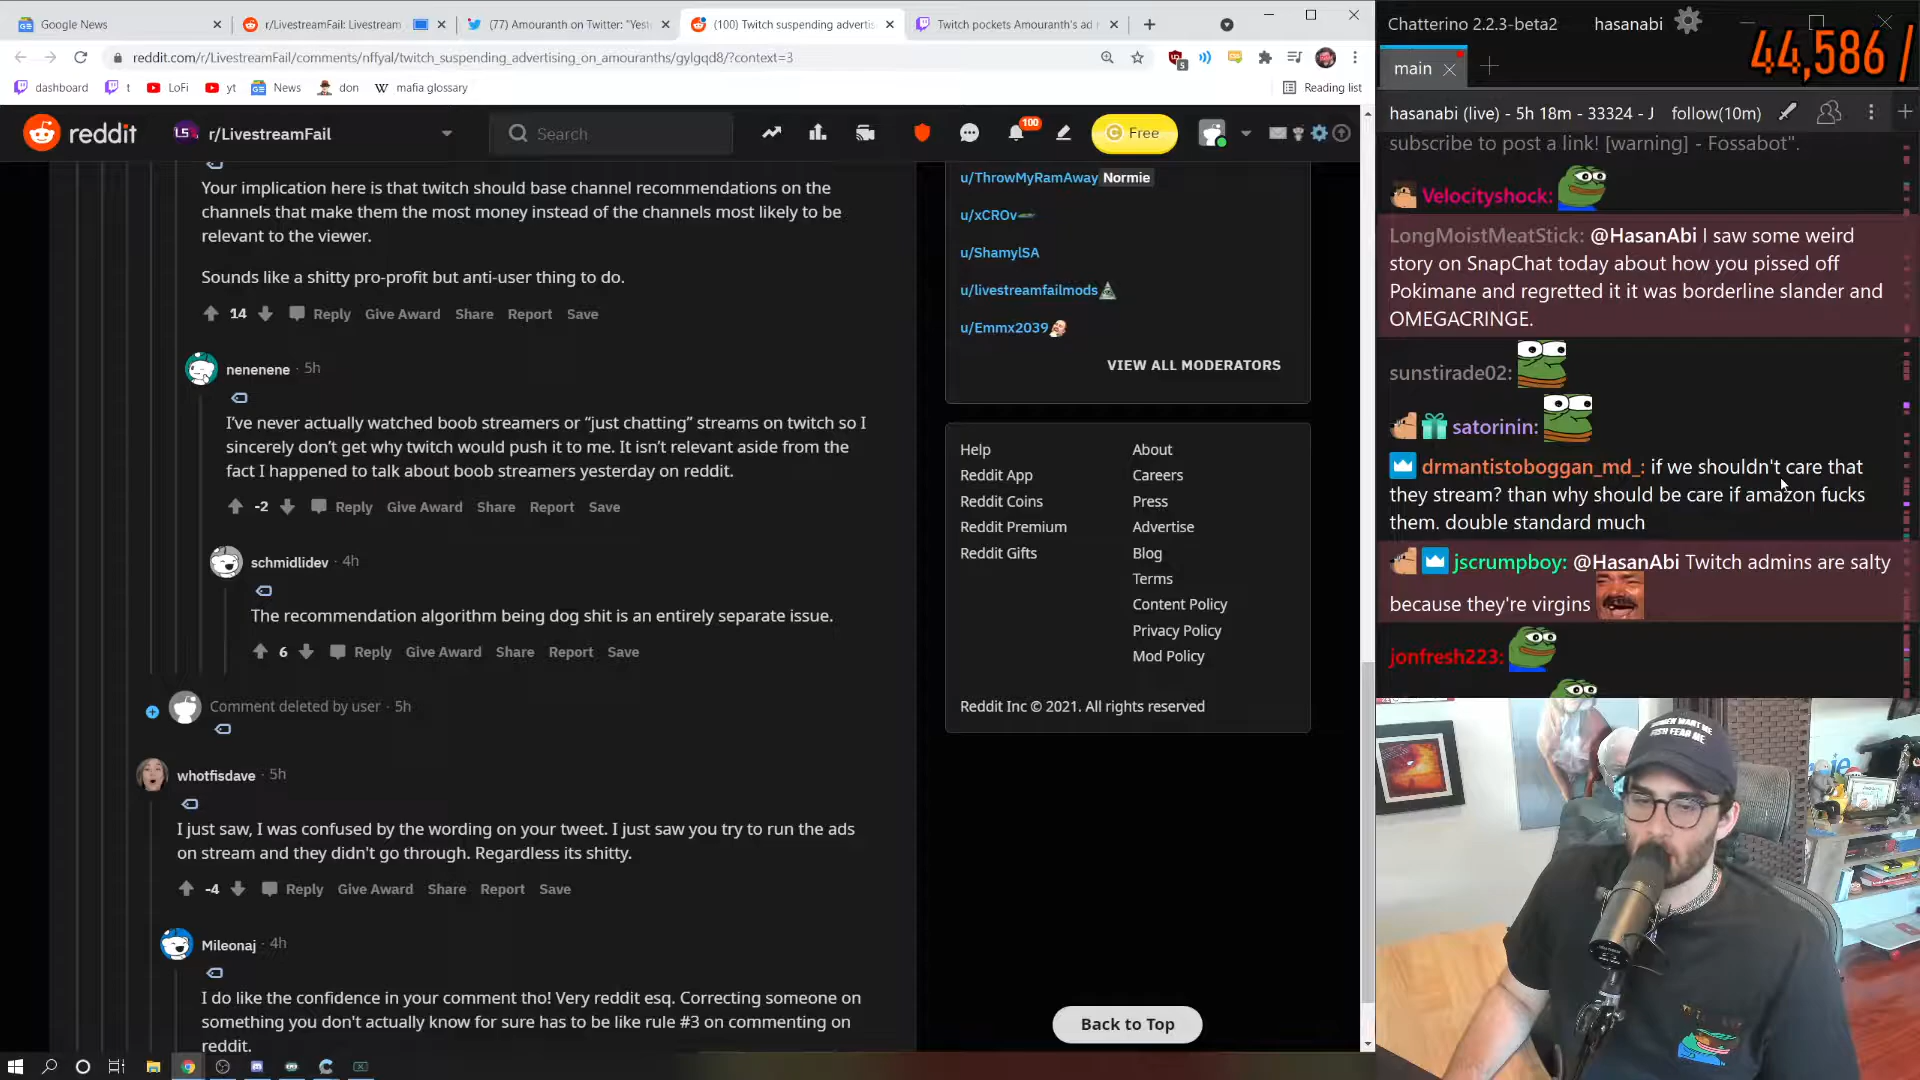 Google News
r/LivestreamFail: Livestream
(77) Amouranth on Twitter: "Yest
(100) Twitch suspending advertis
Twitch pockets Amouranth's ad
reddit.com/r/LivestreamFail/comments/nffyal/twitch_suspending_advertising_on_amouranths/gylgqd8/?context=3
dashboard
t
LoFi
yt
News
don
mafia glossary
Reading list
reddit
r/LivestreamFail
Search
100
Free
Your implication here is that twitch should base channel recommendations on the
channels that make them the most money instead of the channels most likely to be
relevant to the viewer.
Sounds like a shitty pro-profit but anti-user thing to do.
14 Reply Give Award Share Report Save
nenenene · 5h
I've never actually watched boob streamers or "just chatting" streams on twitch so I
sincerely don't get why twitch would push it to me. It isn't relevant aside from the
fact I happened to talk about boob streamers yesterday on reddit.
-2 Reply Give Award Share Report Save
schmidlidev · 4h
The recommendation algorithm being dog shit is an entirely separate issue.
6 Reply Give Award Share Report Save
Comment deleted by user · 5h
whotfisdave · 5h
I just saw, I was confused by the wording on your tweet. I just saw you try to run the ads
on stream and they didn't go through. Regardless its shitty.
-4 Reply Give Award Share Report Save
Mileonaj · 4h
I do like the confidence in your comment tho! Very reddit esq. Correcting someone on
something you don't actually know for sure has to be like rule #3 on commenting on
reddit.
u/ThrowMyRamAway Normie
u/xCROv
u/ShamylSA
u/livestreamfailmods
u/Emmx2039
VIEW ALL MODERATORS
Help
Reddit App
Reddit Coins
Reddit Premium
Reddit Gifts
About
Careers
Press
Advertise
Blog
Terms
Content Policy
Privacy Policy
Mod Policy
Reddit Inc © 2021. All rights reserved
Back to Top
Chatterino 2.2.3-beta2
hasanabi
44,586 /
main
hasanabi (live) - 5h 18m - 33324 - J
follow(10m)
subscribe to post a link! [warning] - Fossabot".
Velocityshock:
LongMoistMeatStick: @HasanAbi I saw some weird
story on SnapChat today about how you pissed off
Pokimane and regretted it it was borderline slander and
OMEGACRINGE.
sunstirade02:
satorinin:
drmantistoboggan_md_: if we shouldn't care that
they stream? than why should be care if amazon fucks
them. double standard much
jscrumpboy: @HasanAbi Twitch admins are salty
because they're virgins
jonfresh223:
WOMEN WANT ME
FISH FEAR ME